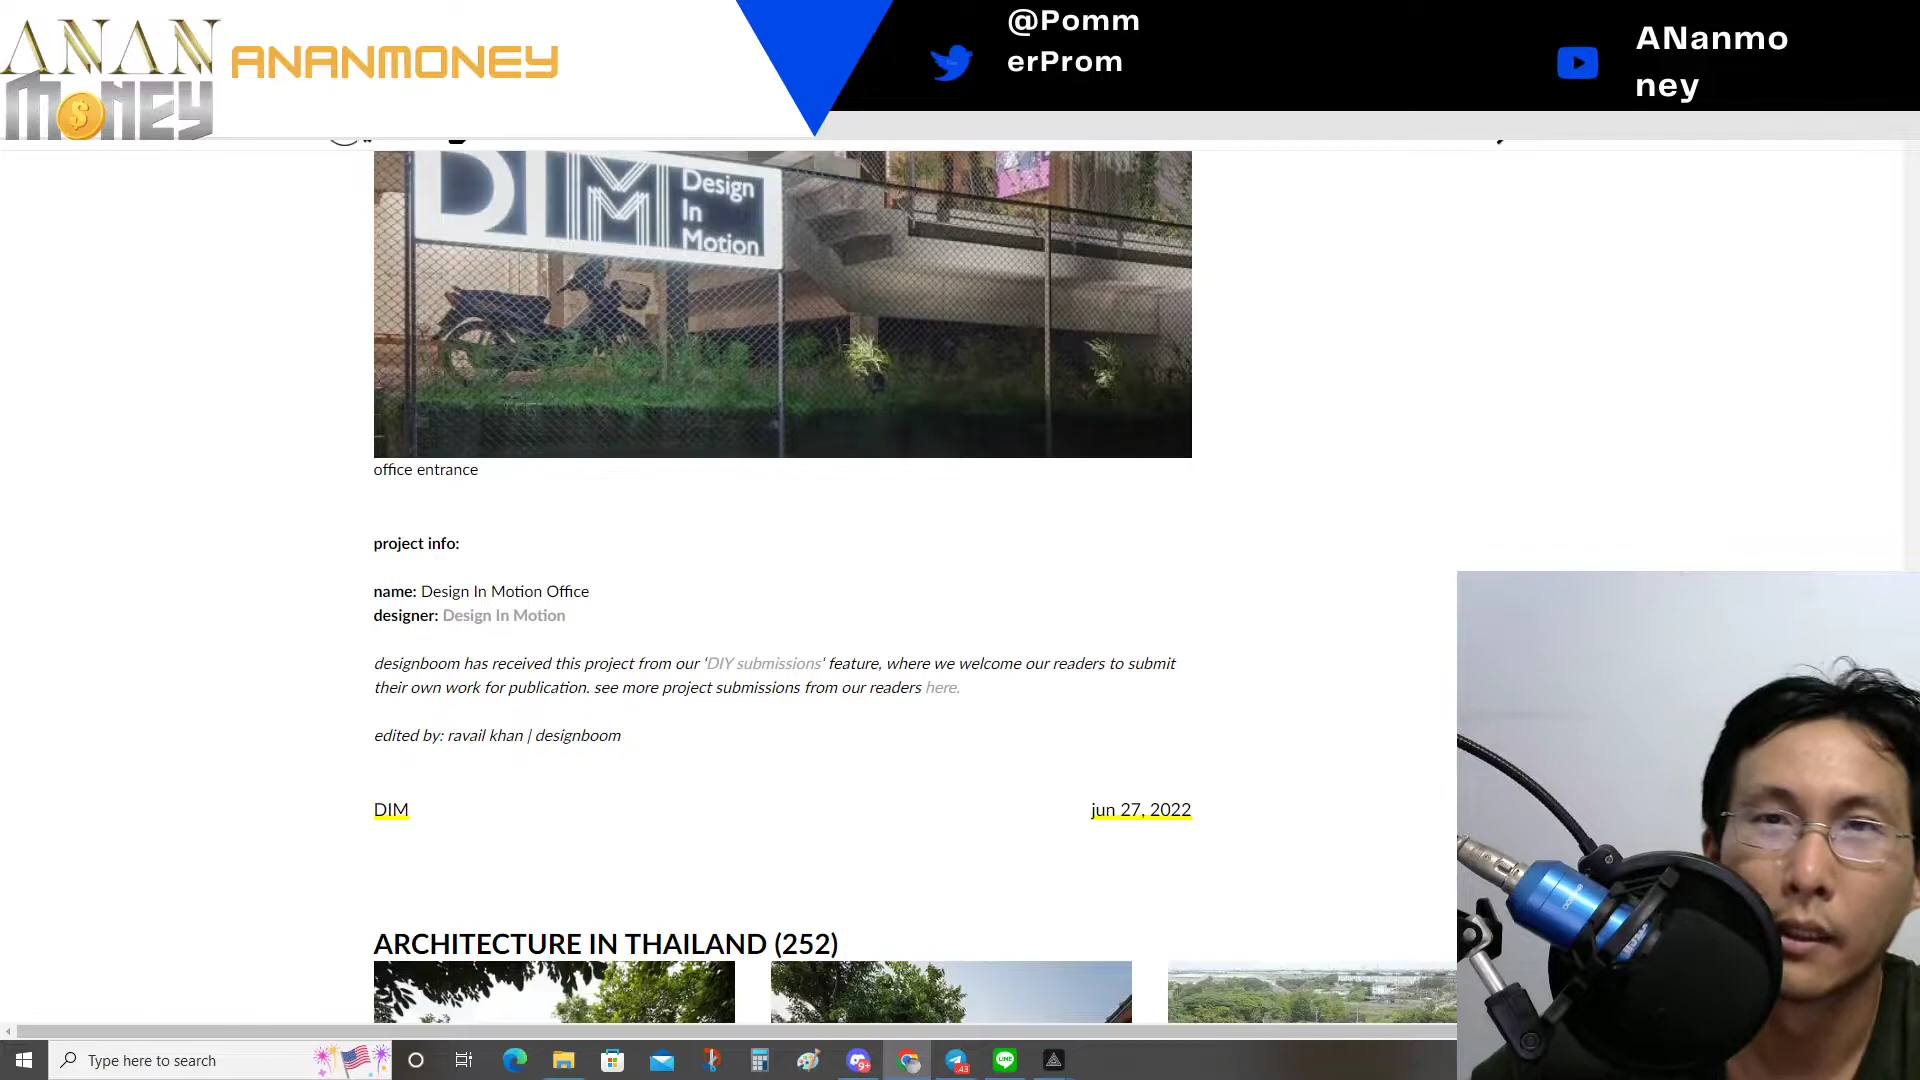 ANAN
MONEY
$
ANANMONEY
@Pomm
erProm
ANanmo
ney
DIM
Design
In
Motion
office entrance
project info:
name: Design In Motion Office
designer: Design In Motion
designboom has received this project from our 'DIY submissions' feature, where we welcome our readers to submit
their own work for publication. see more project submissions from our readers here.
edited by: ravail khan | designboom
DIM
jun 27, 2022
ARCHITECTURE IN THAILAND (252)
Type here to search
9+
43
LINE